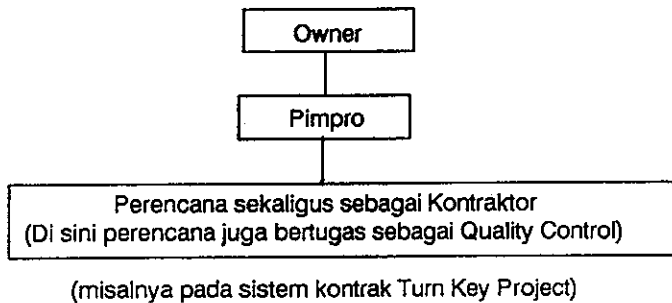 Owner
Pimpro
Perencana sekaligus sebagai Kontraktor
(Di sini perencana juga bertugas sebagai Quality Control)
(misalnya pada sistem kontrak Turn Key Project)